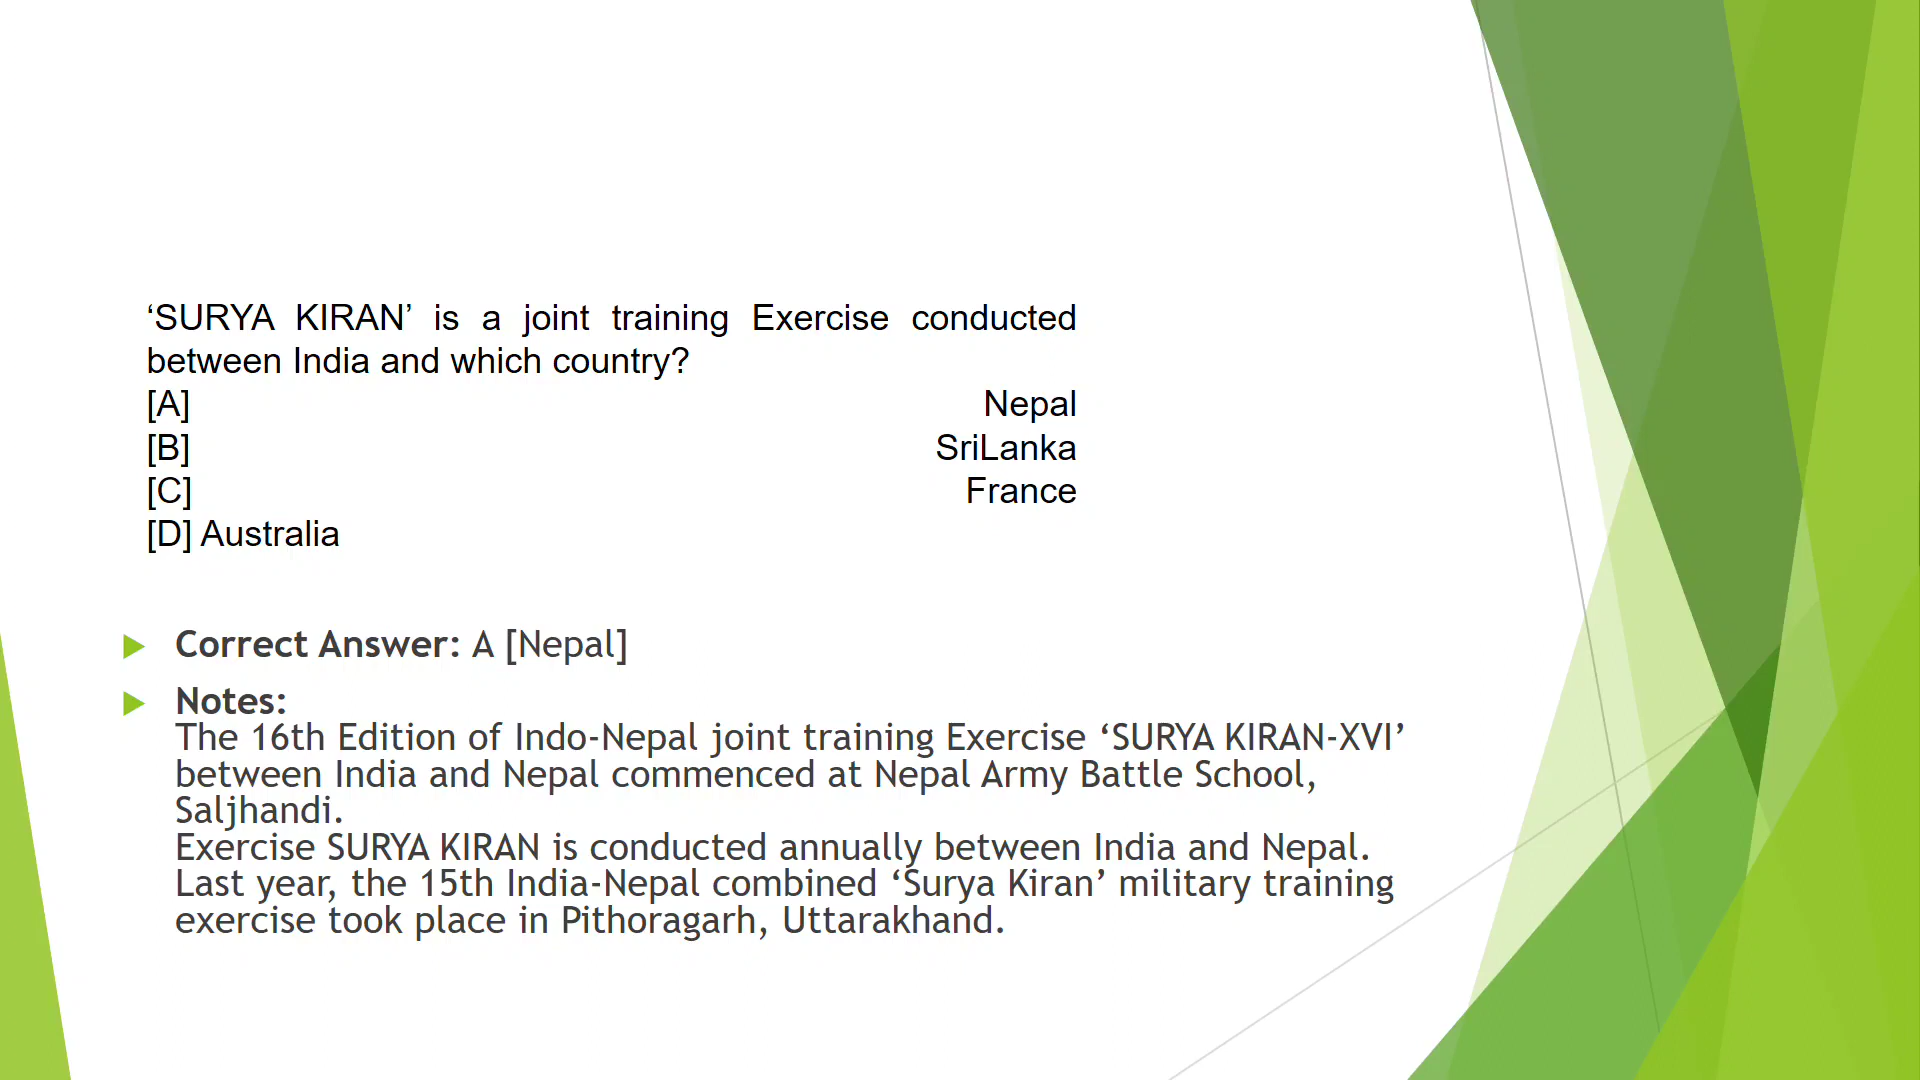 ‘SURYA KIRAN’ is a joint training Exercise conducted
between India and which country?
[A] Nepal
[B] SriLanka
[C] France
[D] Australia
Correct Answer: A [Nepal]
Notes:
The 16th Edition of Indo-Nepal joint training Exercise ‘SURYA KIRAN-XVI’
between India and Nepal commenced at Nepal Army Battle School,
Saljhandi.
Exercise SURYA KIRAN is conducted annually between India and Nepal.
Last year, the 15th India-Nepal combined ‘Surya Kiran’ military training
exercise took place in Pithoragarh, Uttarakhand.